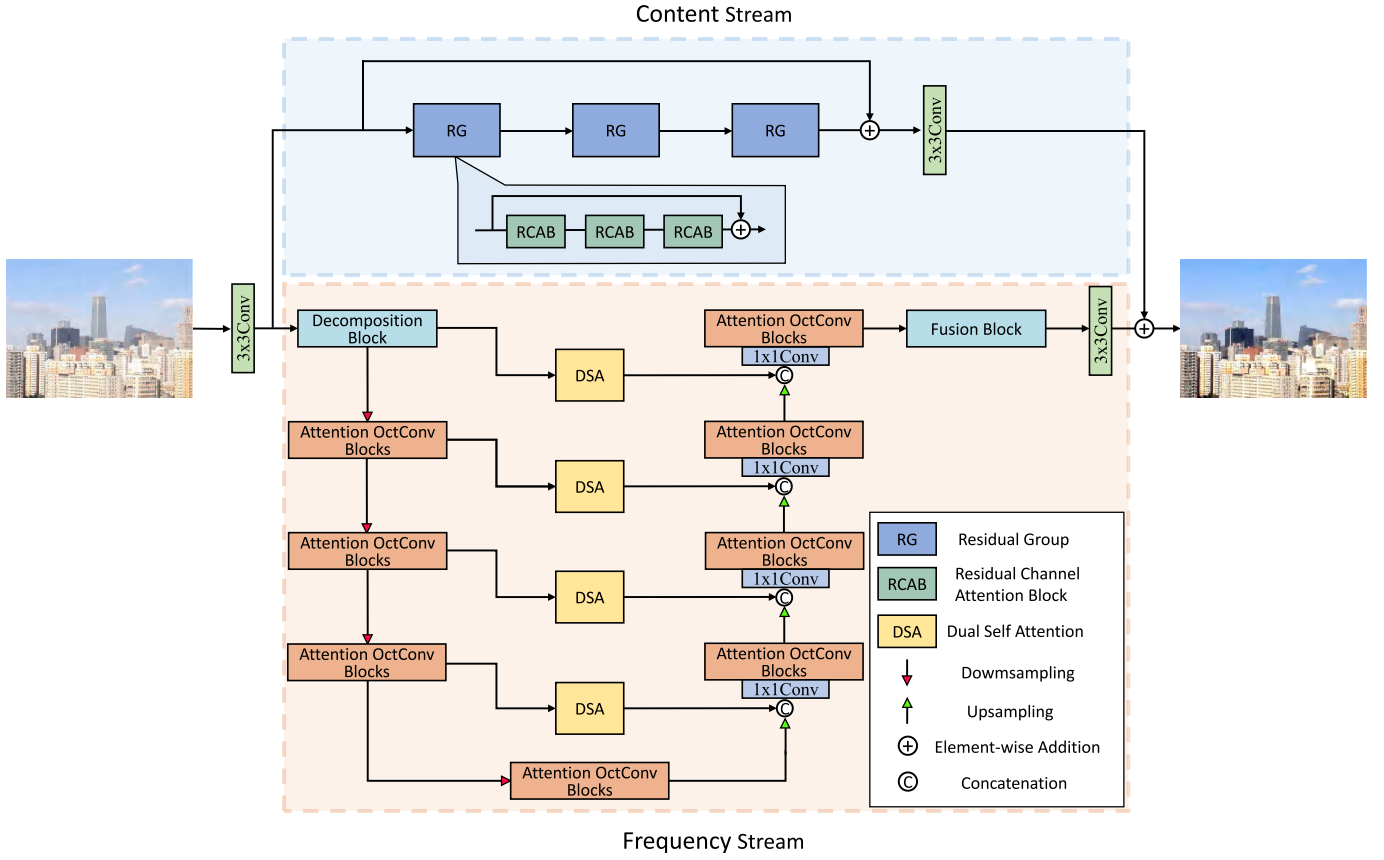 Content Stream
RG
RG
RG
3x3Conv
RCAB
RCAB
RCAB
3x3Conv
Decomposition
Block
DSA
Attention OctConv
Blocks
1x1Conv
C
Fusion Block
3x3Conv
Attention OctConv
Blocks
DSA
Attention OctConv
Blocks
1x1Conv
C
Attention OctConv
Blocks
DSA
Attention OctConv
Blocks
1x1Conv
C
Attention OctConv
Blocks
DSA
Attention OctConv
Blocks
1x1Conv
C
Attention OctConv
Blocks
RG
Residual Group
RCAB
Residual Channel
Attention Block
DSA
Dual Self Attention
Dowmsampling
Upsampling
Element-wise Addition
C
Concatenation
Frequency Stream